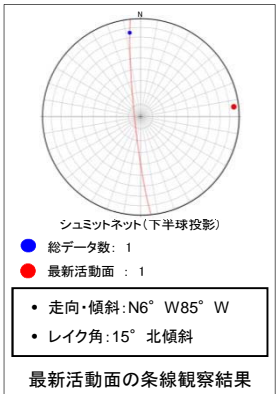 N
シュミットネット(下半球投影)
総データ数: 1
最新活動面 : 1
• 走向・傾斜:N6°W85°W
• レイク角:15°北傾斜
最新活動面の条線観察結果